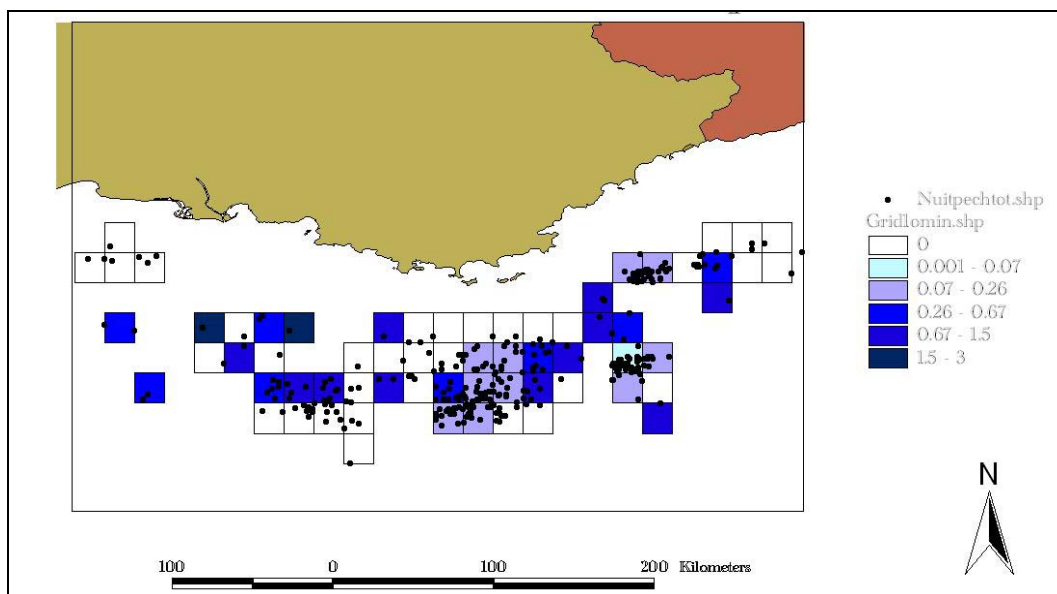 Nuitpechtot.shp
Gridlomin.shp
0
0.001 - 0.07
0.07 - 0.26
0.26 - 0.67
0.67 - 1.5
1.5 - 3
N
100 0 100 200 Kilometers